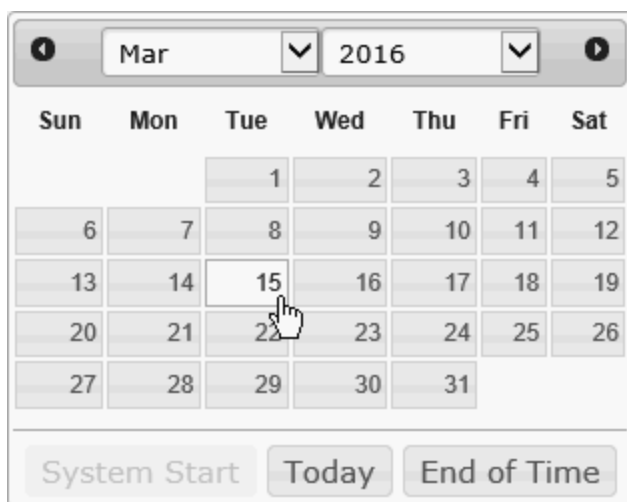 Mar 2016
Sun Mon Tue Wed Thu Fri Sat
1 2 3 4 5
6 7 8 9 10 11 12
13 14 15 16 17 18 19
20 21 22 23 24 25 26
27 28 29 30 31
System Start Today End of Time